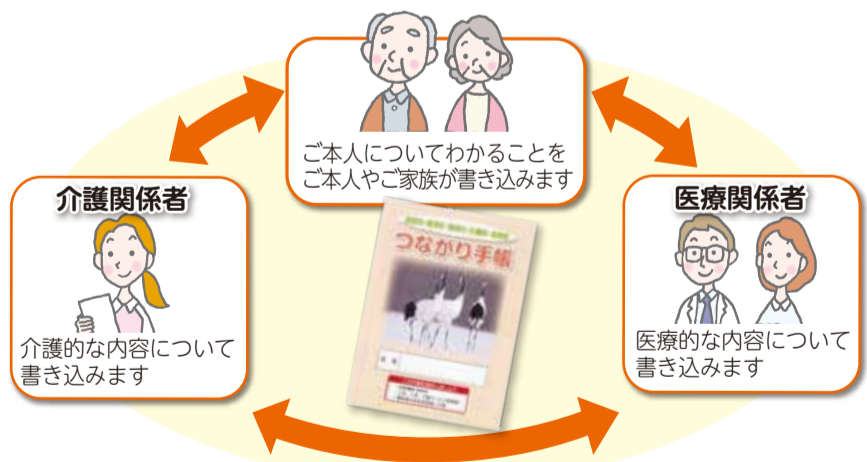 ご本人についてわかることを
ご本人やご家族が書き込みます
介護関係者
介護的な内容について
書き込みます
医療関係者
医療的な内容について
書き込みます
つながり手帳